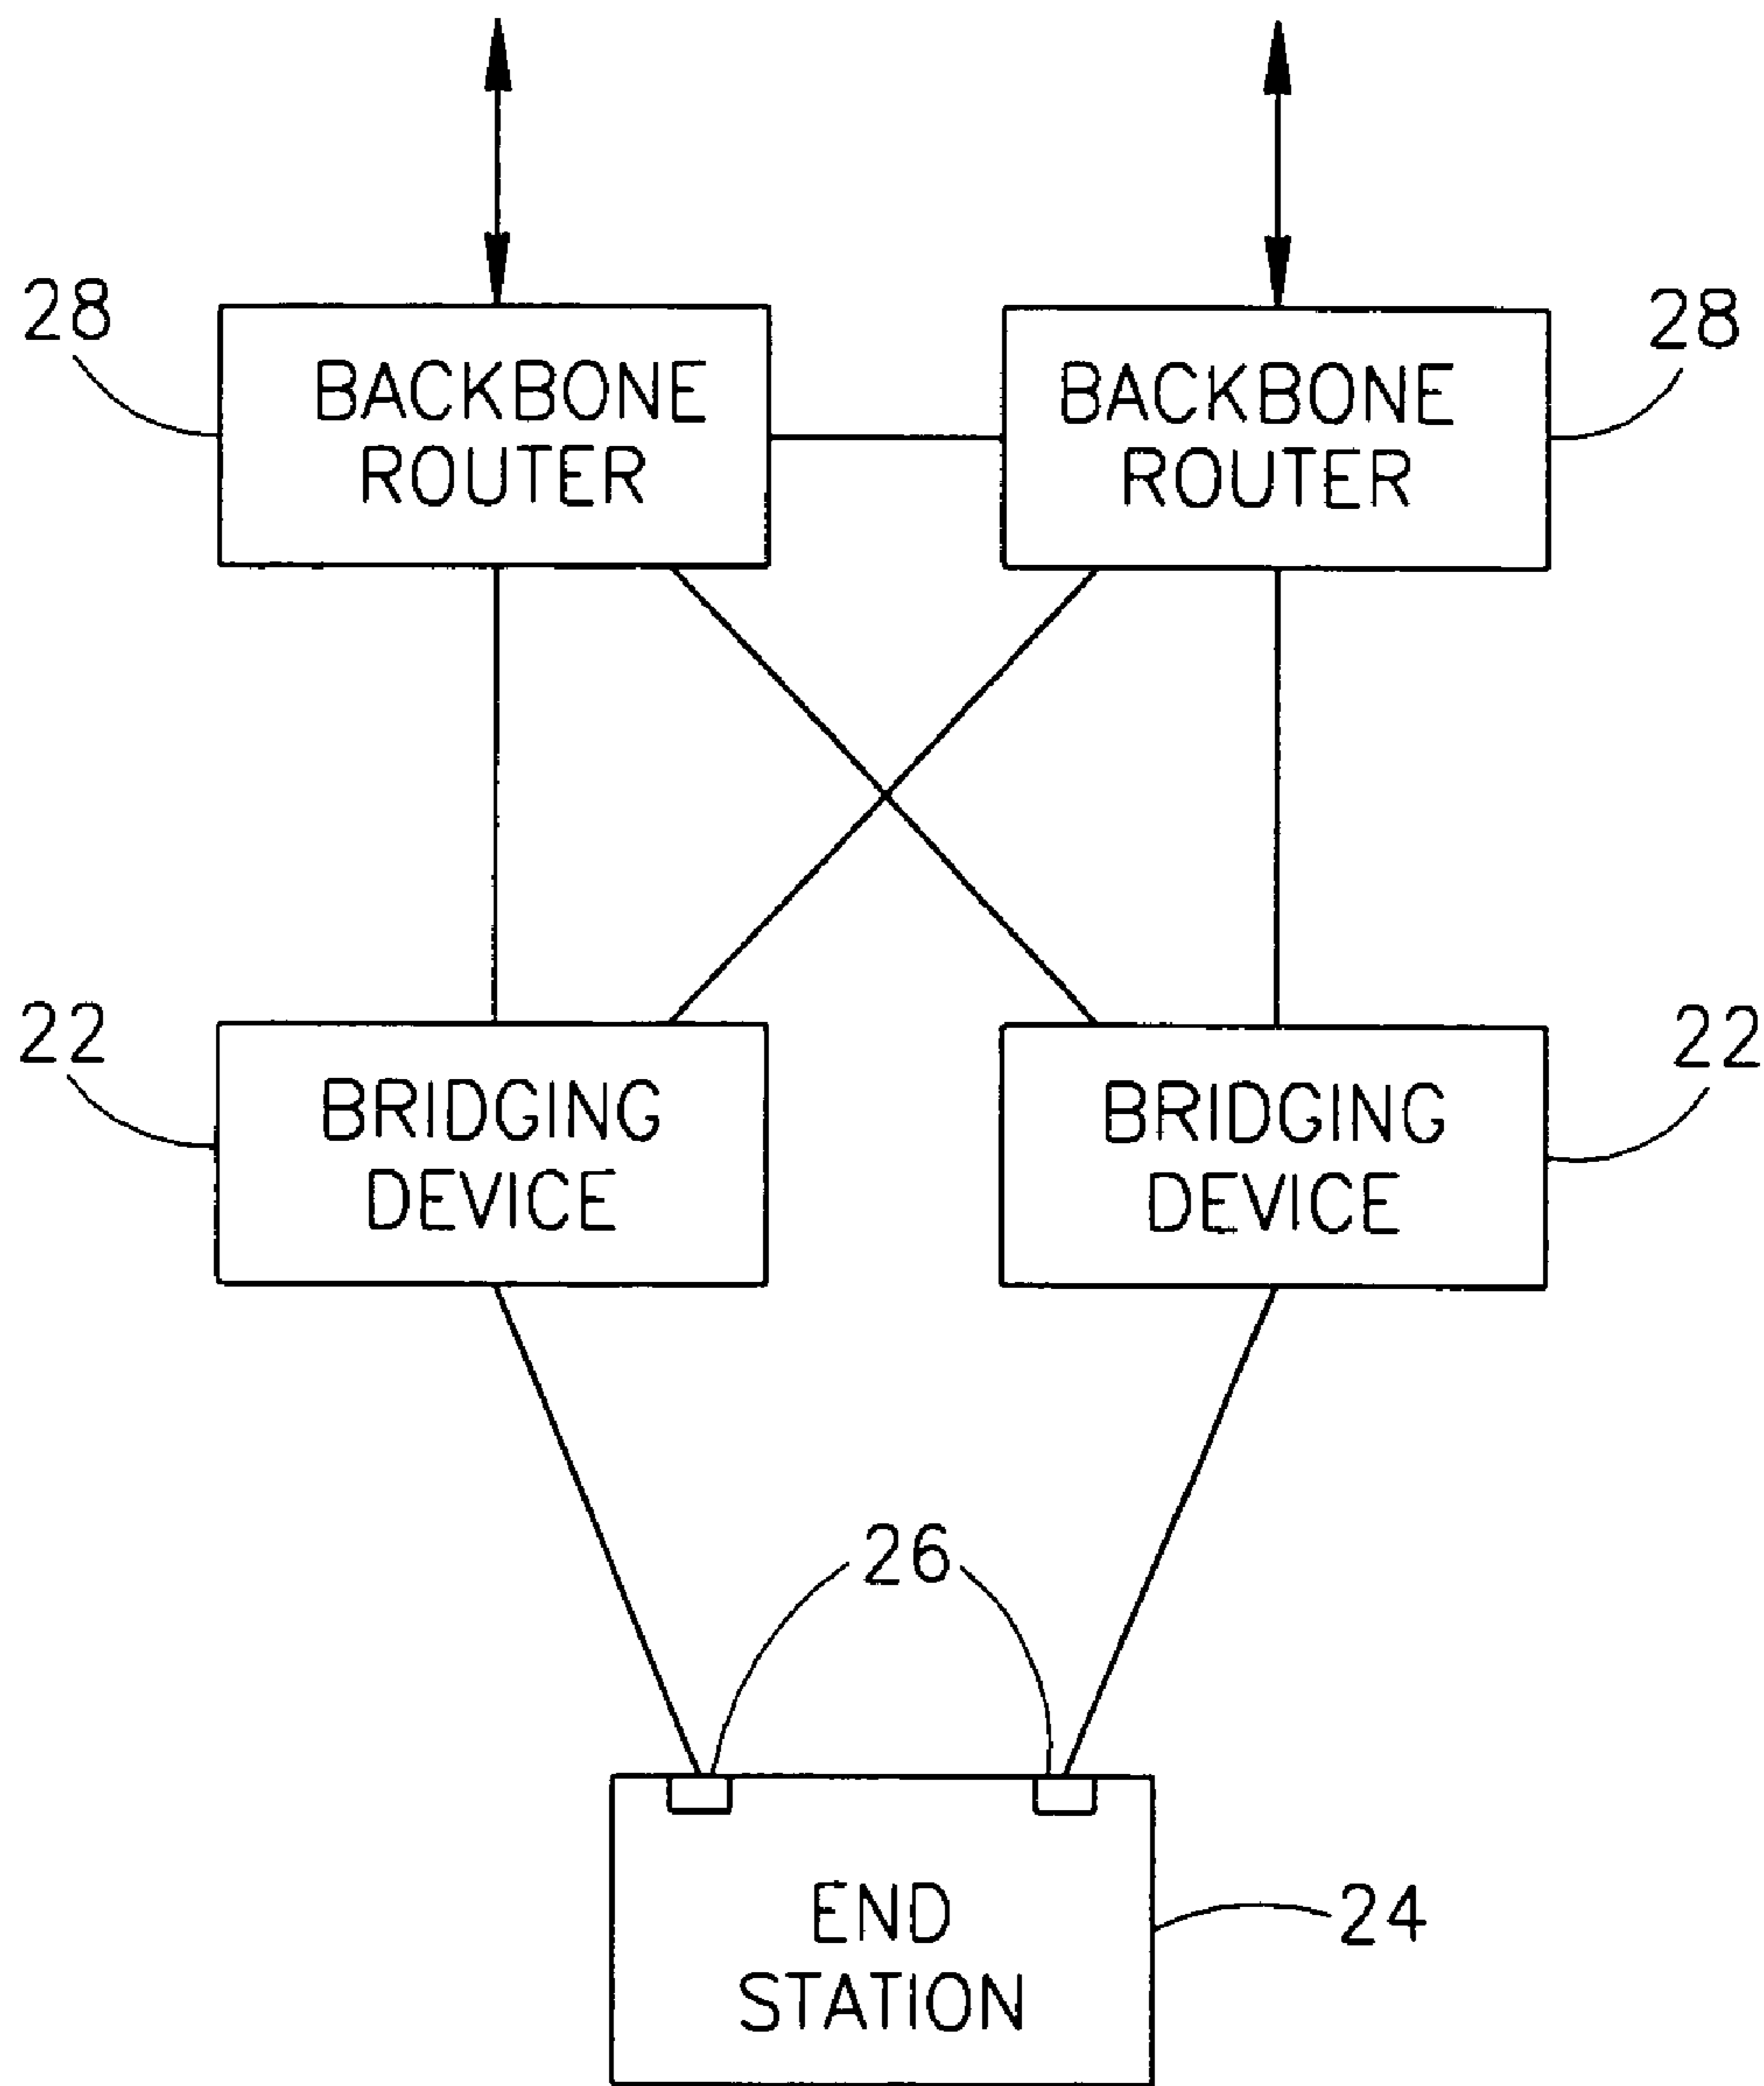 28
BACKBONE
ROUTER
BACKBONE
ROUTER
28
22
BRIDGING
DEVICE
BRIDGING
DEVICE
22
26
END
STATION
24